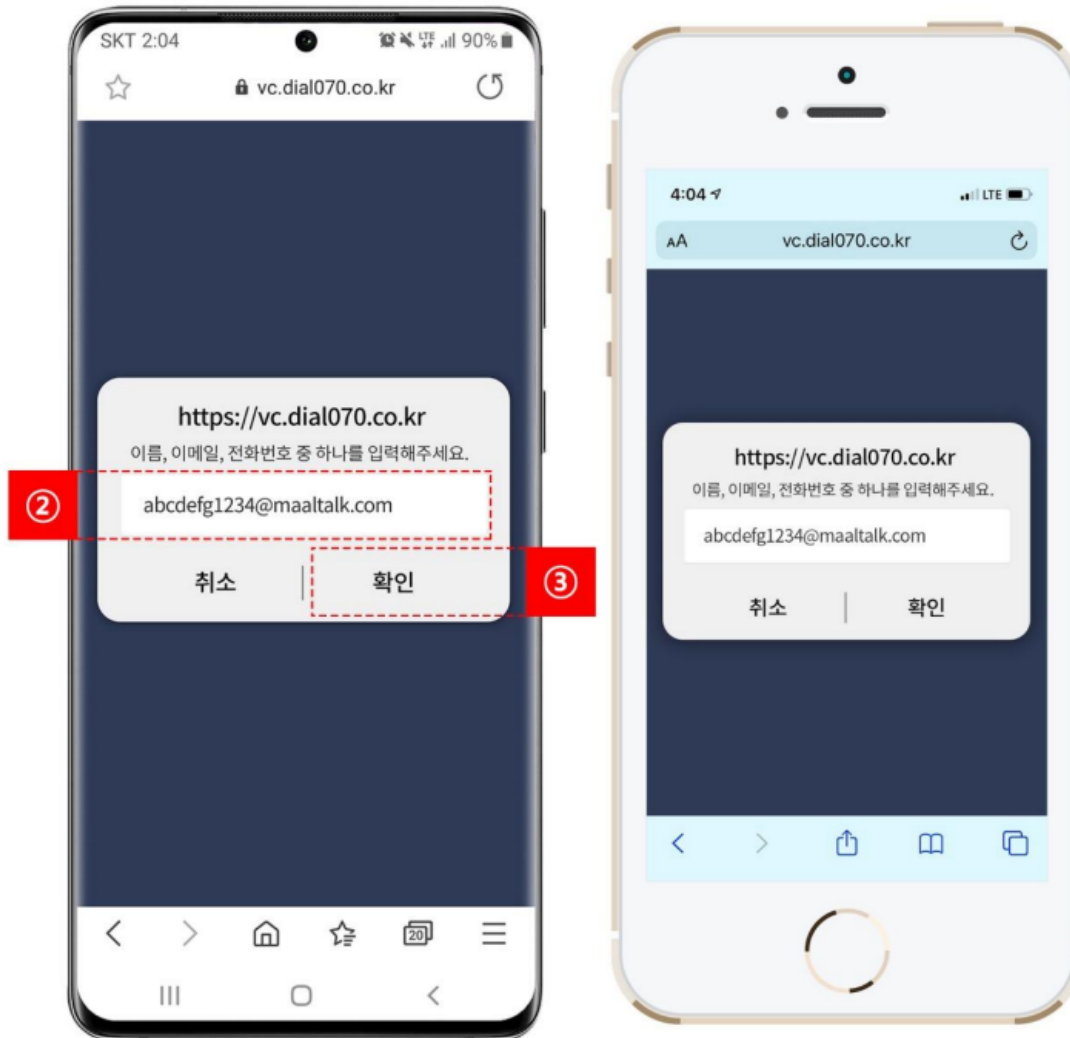 SKT 2:04
LTE
90%
vc.dial070.co.kr
https://vc.dial070.co.kr
이름, 이메일, 전화번호 중 하나를 입력해주세요.
② abcdefg1234@maaltalk.com
취소 확인 ③
20
4:04
LTE
AA vc.dial070.co.kr
https://vc.dial070.co.kr
이름, 이메일, 전화번호 중 하나를 입력해주세요.
abcdefg1234@maaltalk.com
취소 확인